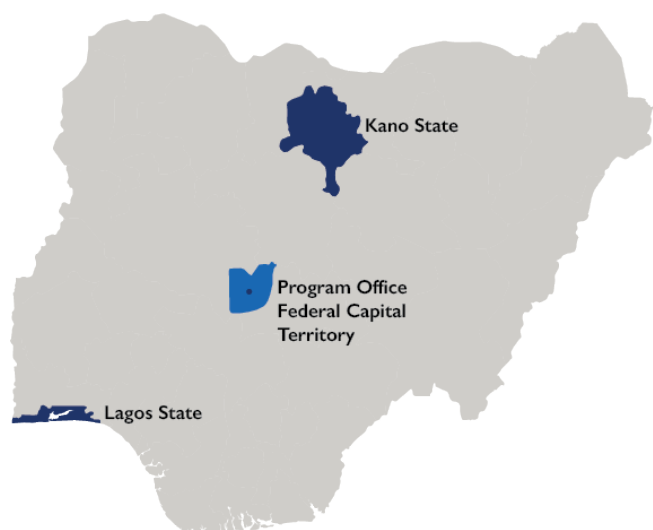 Kano State
Program Office
Federal Capital
Territory
Lagos State